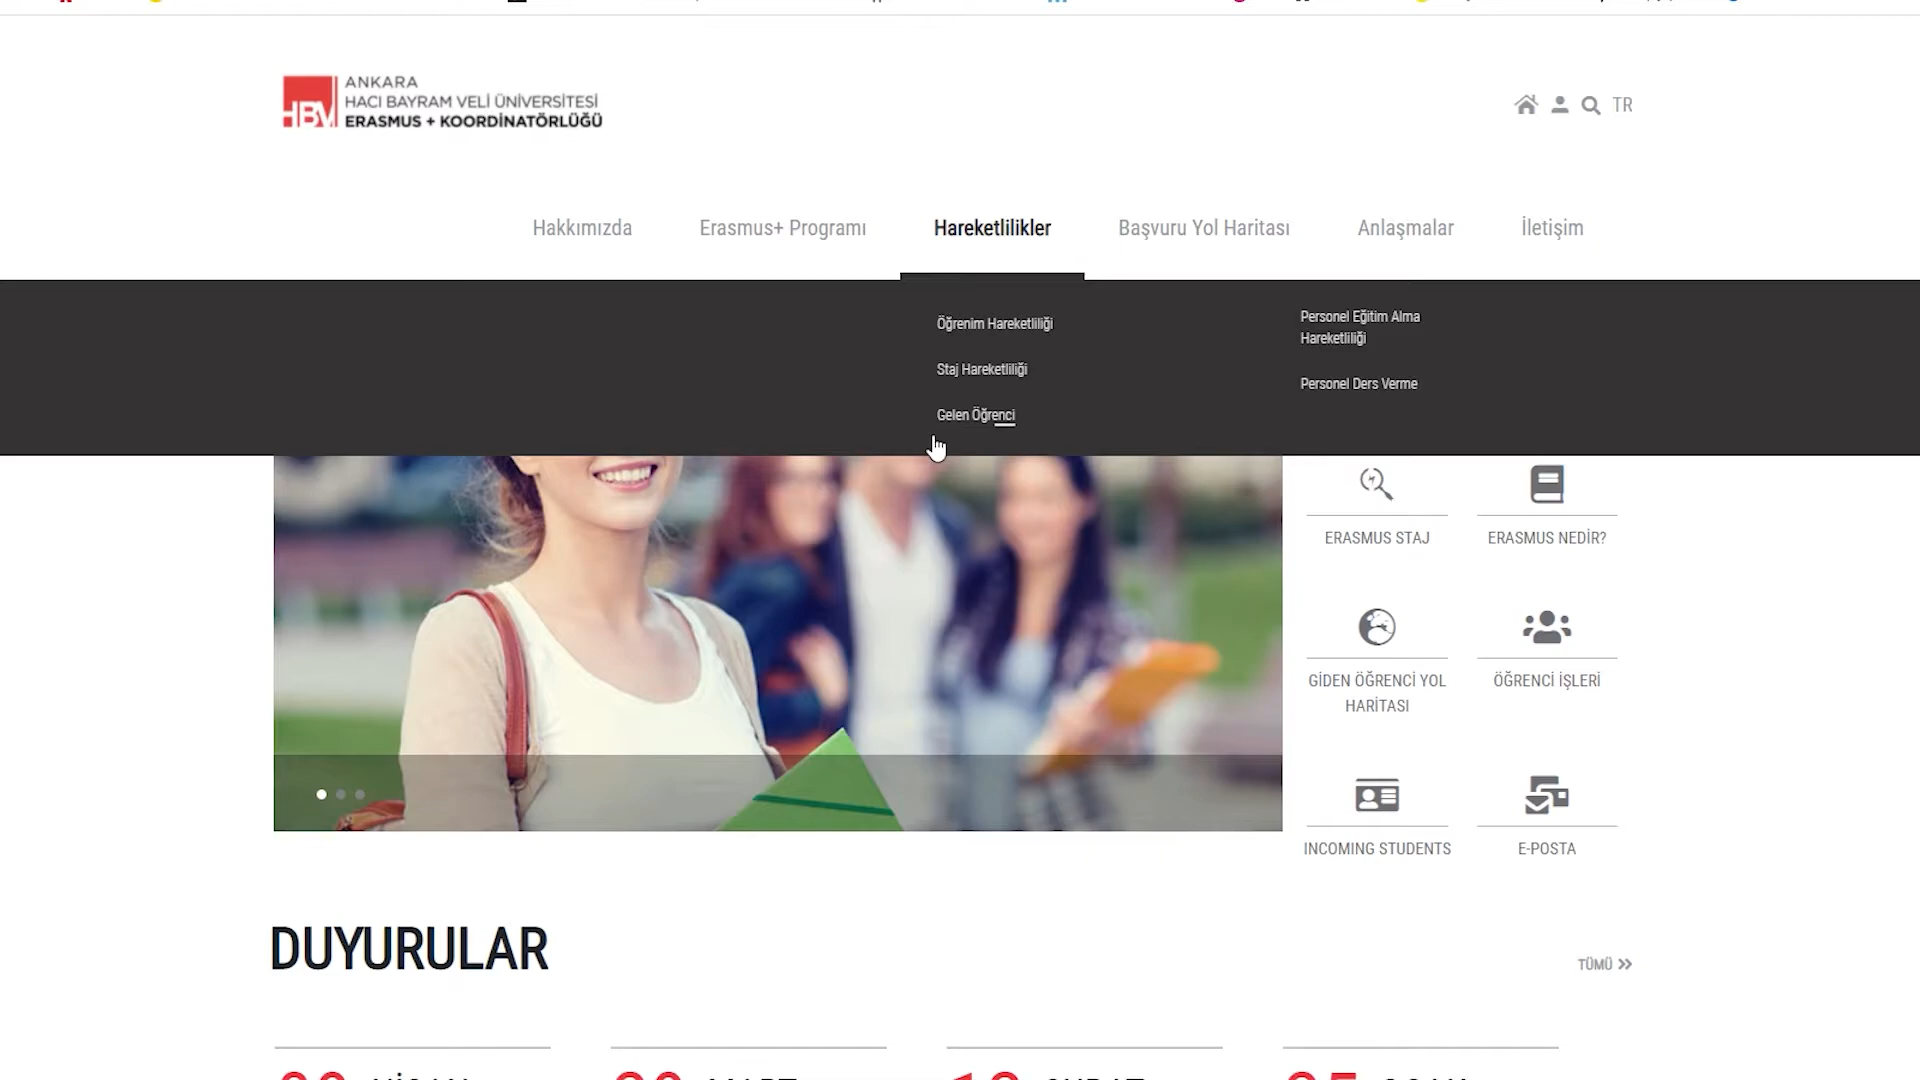 ANKARA
HACI BAYRAM VELİ ÜNİVERSİTESİ
ERASMUS + KOORDİNATÖRLÜĞÜ
HBV
TR
Hakkımızda
Erasmus+ Programı
Hareketlilikler
Başvuru Yol Haritası
Anlaşmalar
İletişim
Öğrenim Hareketliliği
Staj Hareketliliği
Gelen Öğrenci
Personel Eğitim Alma
Hareketliliği
Personel Ders Verme
ERASMUS STAJ
ERASMUS NEDİR?
GİDEN ÖĞRENCİ YOL
HARİTASI
ÖĞRENCİ İŞLERİ
INCOMING STUDENTS
E-POSTA
DUYURULAR
TÜMÜ